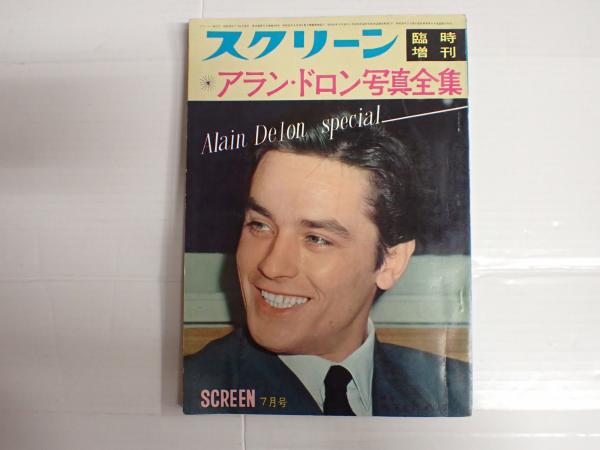 スクリーン 臨時増刊
アラン・ドロン写真全集
Alain Delon special
SCREEN 7月号